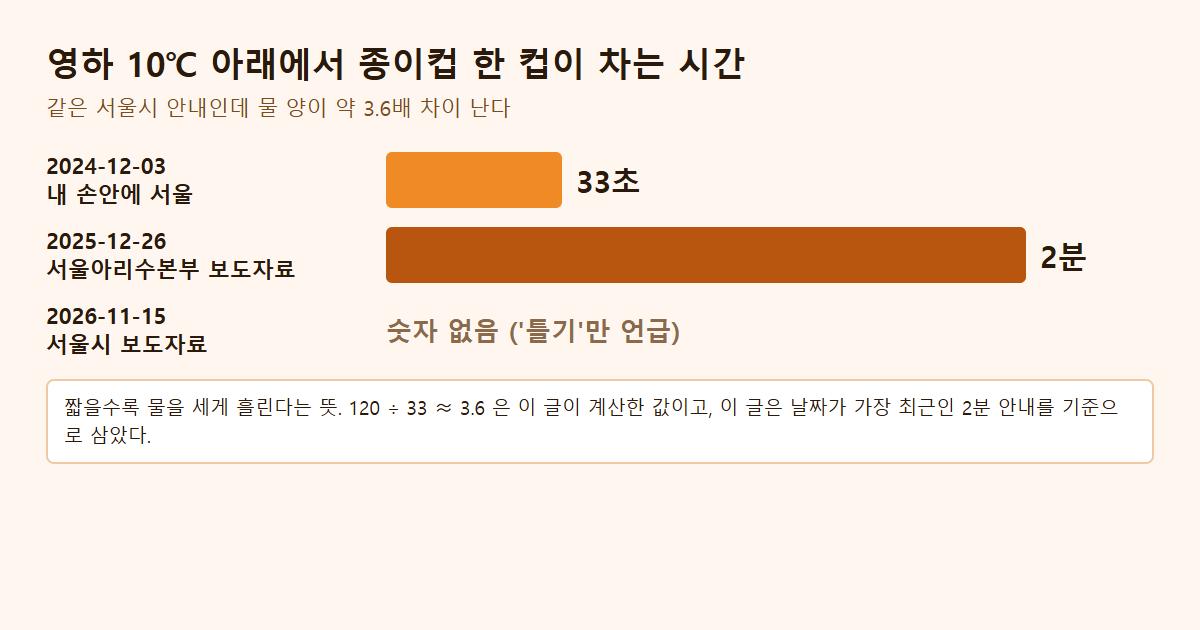 영하 10℃ 아래에서 종이컵 한 컵이 차는 시간
같은 서울시 안내인데 물 양이 약 3.6배 차이 난다
2024-12-03
내 손안에 서울
33초
2025-12-26
서울아리수본부 보도자료
2분
2026-11-15
서울시 보도자료
숫자 없음 ('틀기'만 언급)
짧을수록 물을 세게 흘린다는 뜻. 120 ÷ 33 ≈ 3.6 은 이 글이 계산한 값이고, 이 글은 날짜가 가장 최근인 2분 안내를 기준으
로 삼았다.